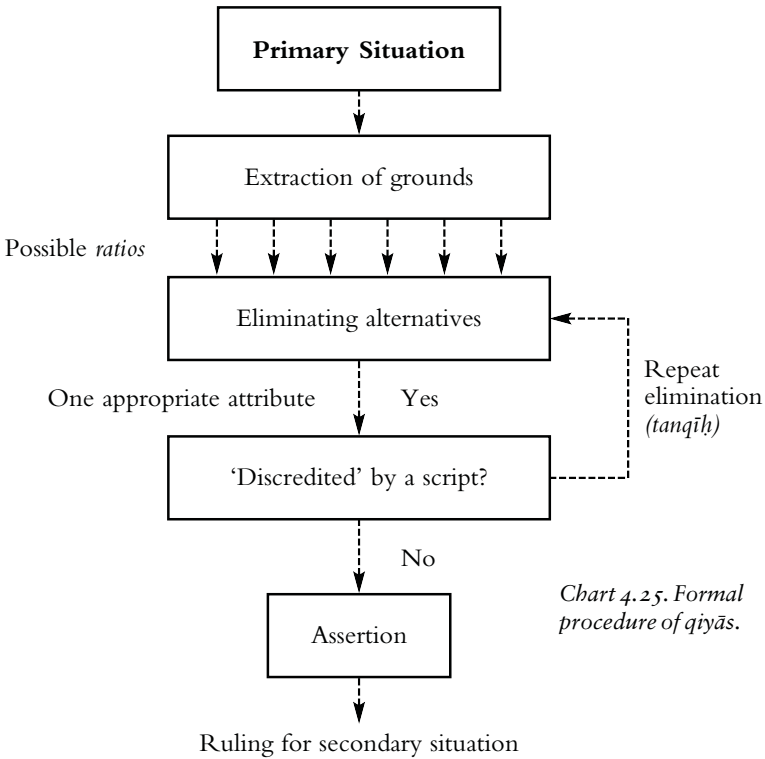 Primary Situation
Extraction of grounds
Possible ratios
Eliminating alternatives
One appropriate attribute
Yes
Repeat
elimination
(tanqīḥ)
‘Discredited’ by a script?
No
Chart 4.25. Formal
procedure of qiyās.
Assertion
Ruling for secondary situation